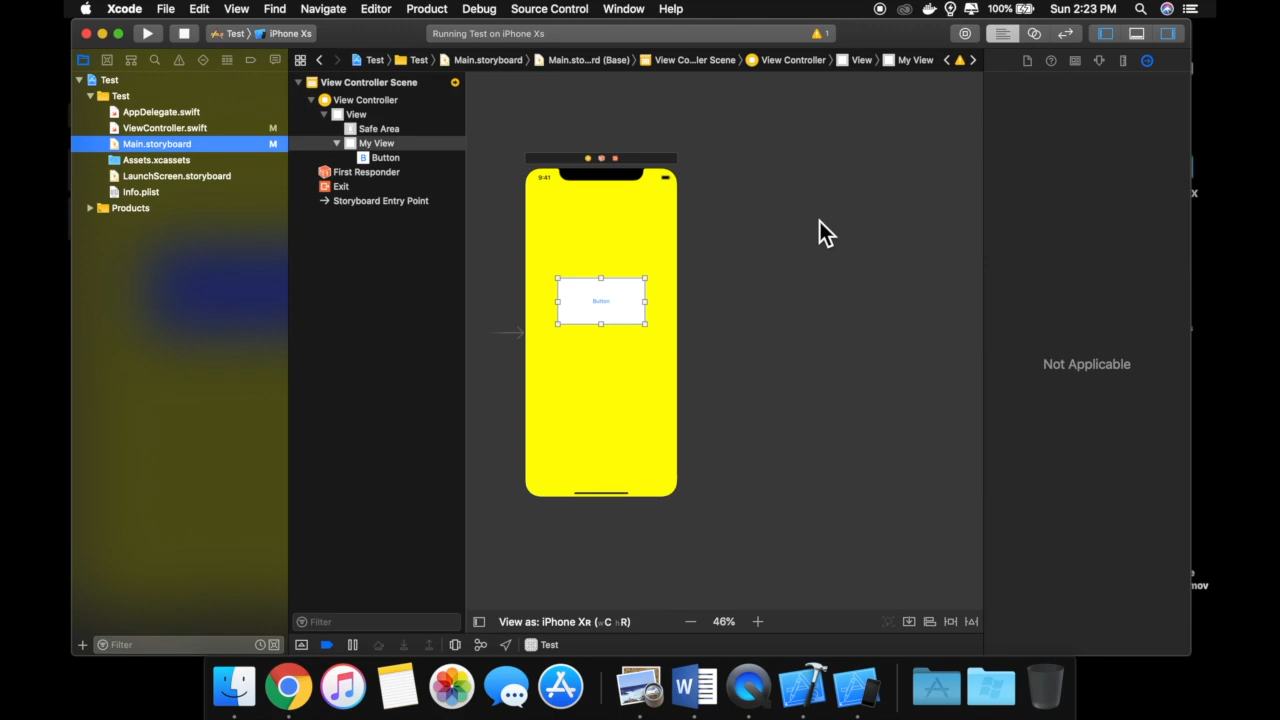 Xcode File Edit View Find Navigate Editor Product Debug Source Control Window Help 100% Sun 2:23 PM
Test iPhone Xs Running Test on iPhone Xs 1
Test Test Main.storyboard Main.sto...rd (Base) View Co...ler Scene View Controller View My View
Test
Test
AppDelegate.swift
ViewController.swift M
Main.storyboard M
Assets.xcassets
LaunchScreen.storyboard
Info.plist
Products
View Controller Scene
View Controller
View
Safe Area
My View
B Button
First Responder
Exit
Storyboard Entry Point
9:41
Button
Not Applicable
X
s
e
mov
Filter
Filter
View as: iPhone XR (wC hR) 46%
Test
W